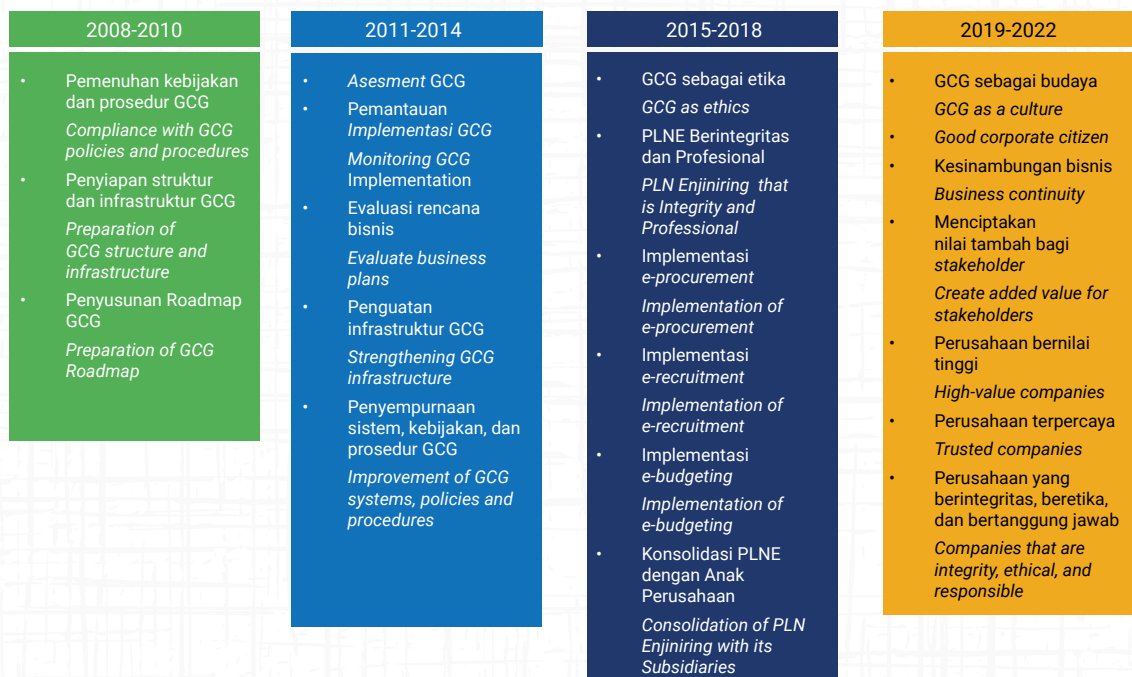 2008-2010
• Pemenuhan kebijakan
dan prosedur GCG
Compliance with GCG
policies and procedures
• Penyiapan struktur
dan infrastruktur GCG
Preparation of
GCG structure and
infrastructure
• Penyusunan Roadmap
GCG
Preparation of GCG
Roadmap
2011-2014
• Asesment GCG
• Pemantauan
Implementasi GCG
Monitoring GCG
Implementation
• Evaluasi rencana
bisnis
Evaluate business
plans
• Penguatan
infrastruktur GCG
Strengthening GCG
infrastructure
• Penyempurnaan
sistem, kebijakan, dan
prosedur GCG
Improvement of GCG
systems, policies and
procedures
2015-2018
• GCG sebagai etika
GCG as ethics
• PLNE Berintegritas
dan Profesional
PLN Enjiniring that
is Integrity and
Professional
• Implementasi
e-procurement
Implementation of
e-procurement
• Implementasi
e-recruitment
Implementation of
e-recruitment
• Implementasi
e-budgeting
Implementation of
e-budgeting
• Konsolidasi PLNE
dengan Anak
Perusahaan
Consolidation of PLN
Enjiniring with its
Subsidiaries
2019-2022
• GCG sebagai budaya
GCG as a culture
• Good corporate citizen
• Kesinambungan bisnis
Business continuity
• Menciptakan
nilai tambah bagi
stakeholder
Create added value for
stakeholders
• Perusahaan bernilai
tinggi
High-value companies
• Perusahaan terpercaya
Trusted companies
• Perusahaan yang
berintegritas, beretika,
dan bertanggung jawab
Companies that are
integrity, ethical, and
responsible